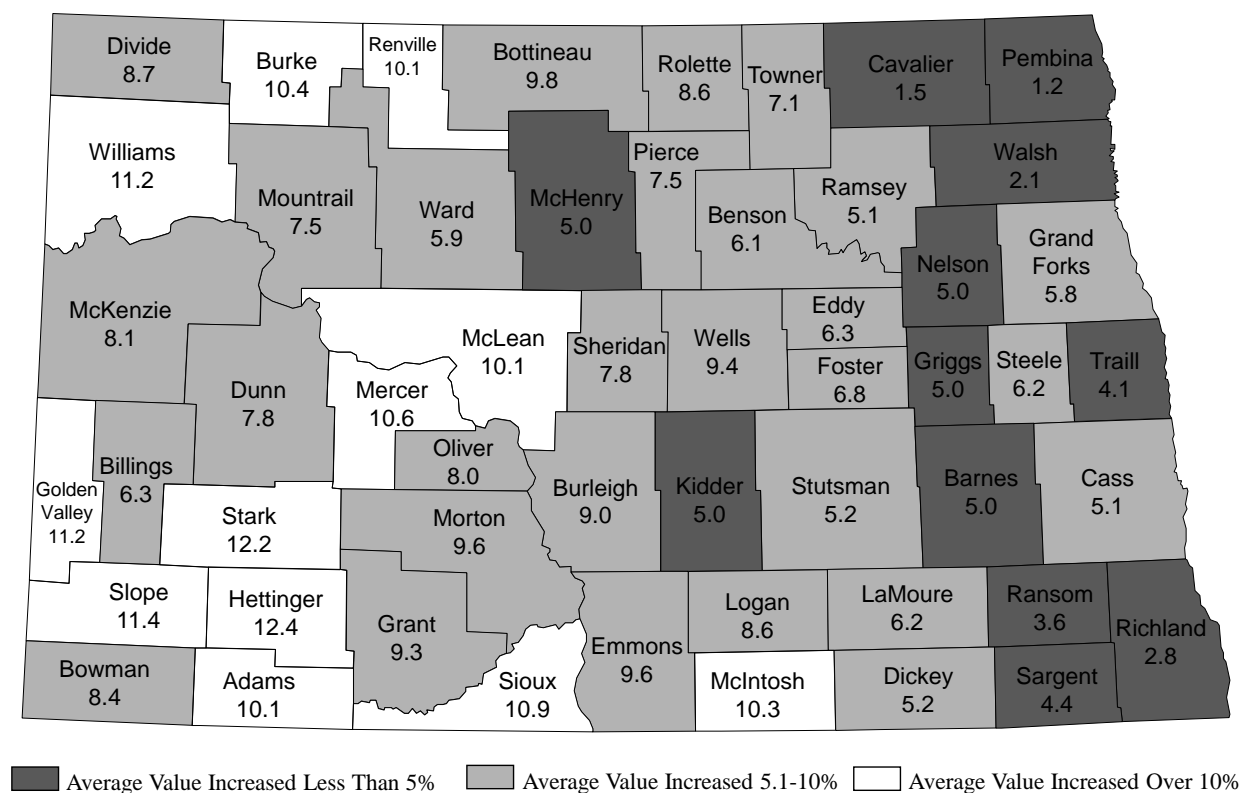 Divide
8.7
Burke
10.4
Renville
10.1
Bottineau
9.8
Rolette
8.6
Towner
7.1
Cavalier
1.5
Pembina
1.2
Williams
11.2
Mountrail
7.5
Ward
5.9
McHenry
5.0
Pierce
7.5
Benson
6.1
Ramsey
5.1
Walsh
2.1
Nelson
5.0
Grand
Forks
5.8
McKenzie
8.1
Dunn
7.8
McLean
10.1
Mercer
10.6
Oliver
8.0
Sheridan
7.8
Wells
9.4
Eddy
6.3
Foster
6.8
Griggs
5.0
Steele
6.2
Traill
4.1
Golden
Valley
11.2
Billings
6.3
Stark
12.2
Morton
9.6
Burleigh
9.0
Kidder
5.0
Stutsman
5.2
Barnes
5.0
Cass
5.1
Slope
11.4
Hettinger
12.4
Grant
9.3
Bowman
8.4
Adams
10.1
Sioux
10.9
Emmons
9.6
Logan
8.6
McIntosh
10.3
LaMoure
6.2
Dickey
5.2
Ransom
3.6
Sargent
4.4
Richland
2.8
Average Value Increased Less Than 5%
Average Value Increased 5.1-10%
Average Value Increased Over 10%